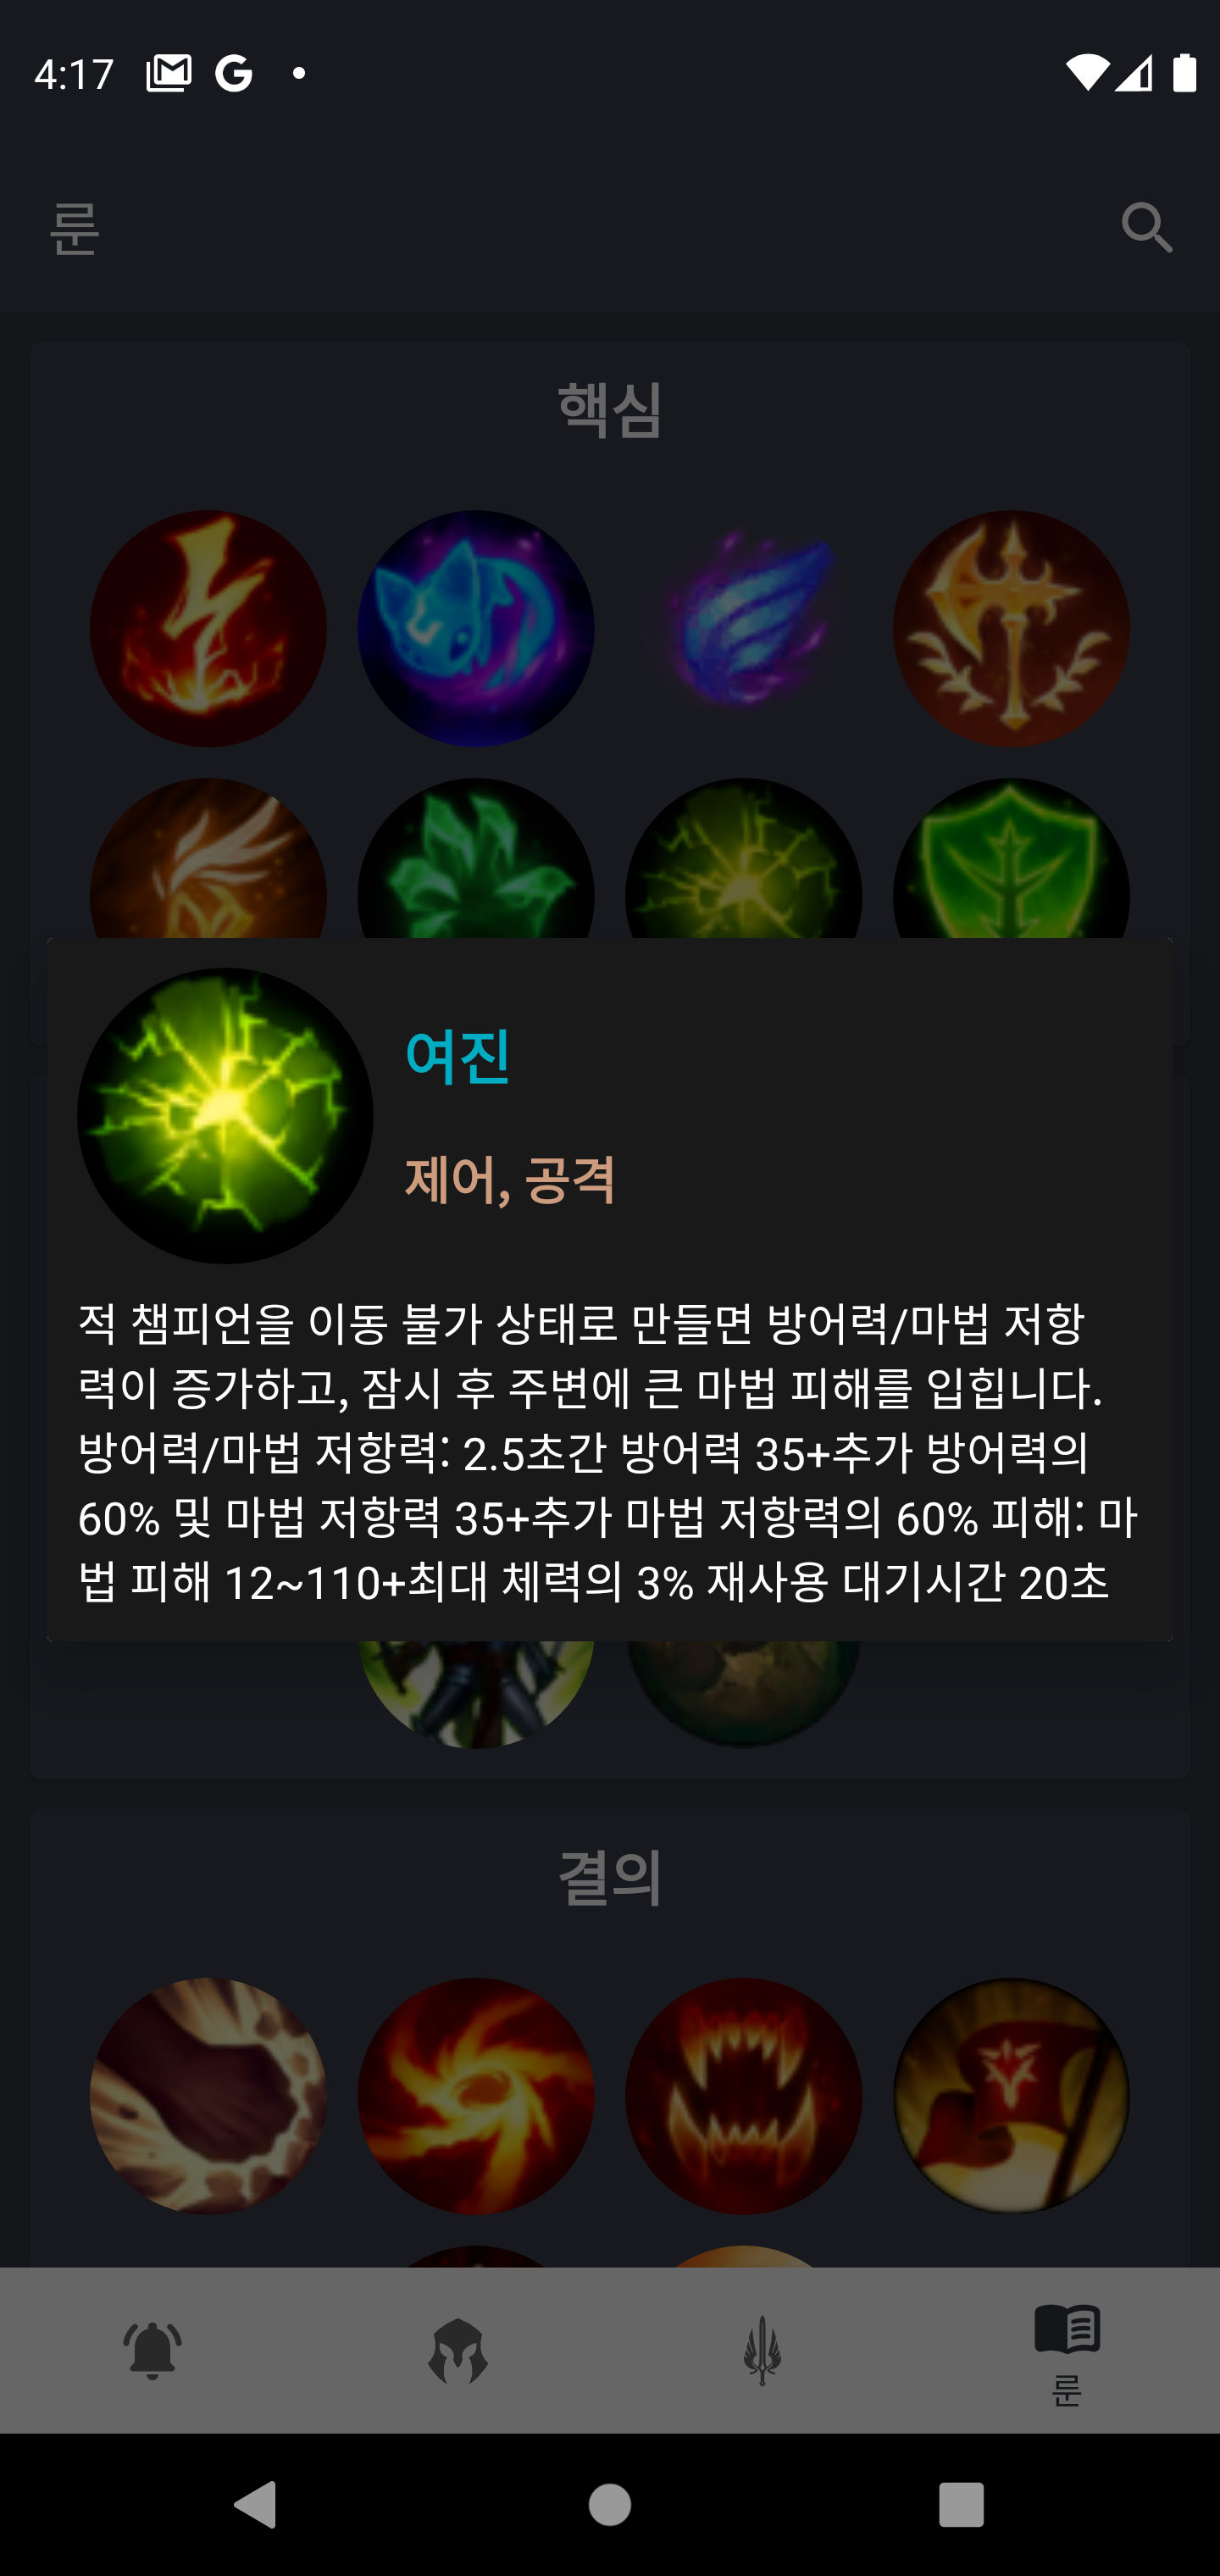 4:17
룬
핵심
여진
제어, 공격
적 챔피언을 이동 불가 상태로 만들면 방어력/마법 저항
력이 증가하고, 잠시 후 주변에 큰 마법 피해를 입힙니다.
방어력/마법 저항력: 2.5초간 방어력 35+추가 방어력의
60% 및 마법 저항력 35+추가 마법 저항력의 60% 피해: 마
법 피해 12~110+최대 체력의 3% 재사용 대기시간 20초
결의
룬